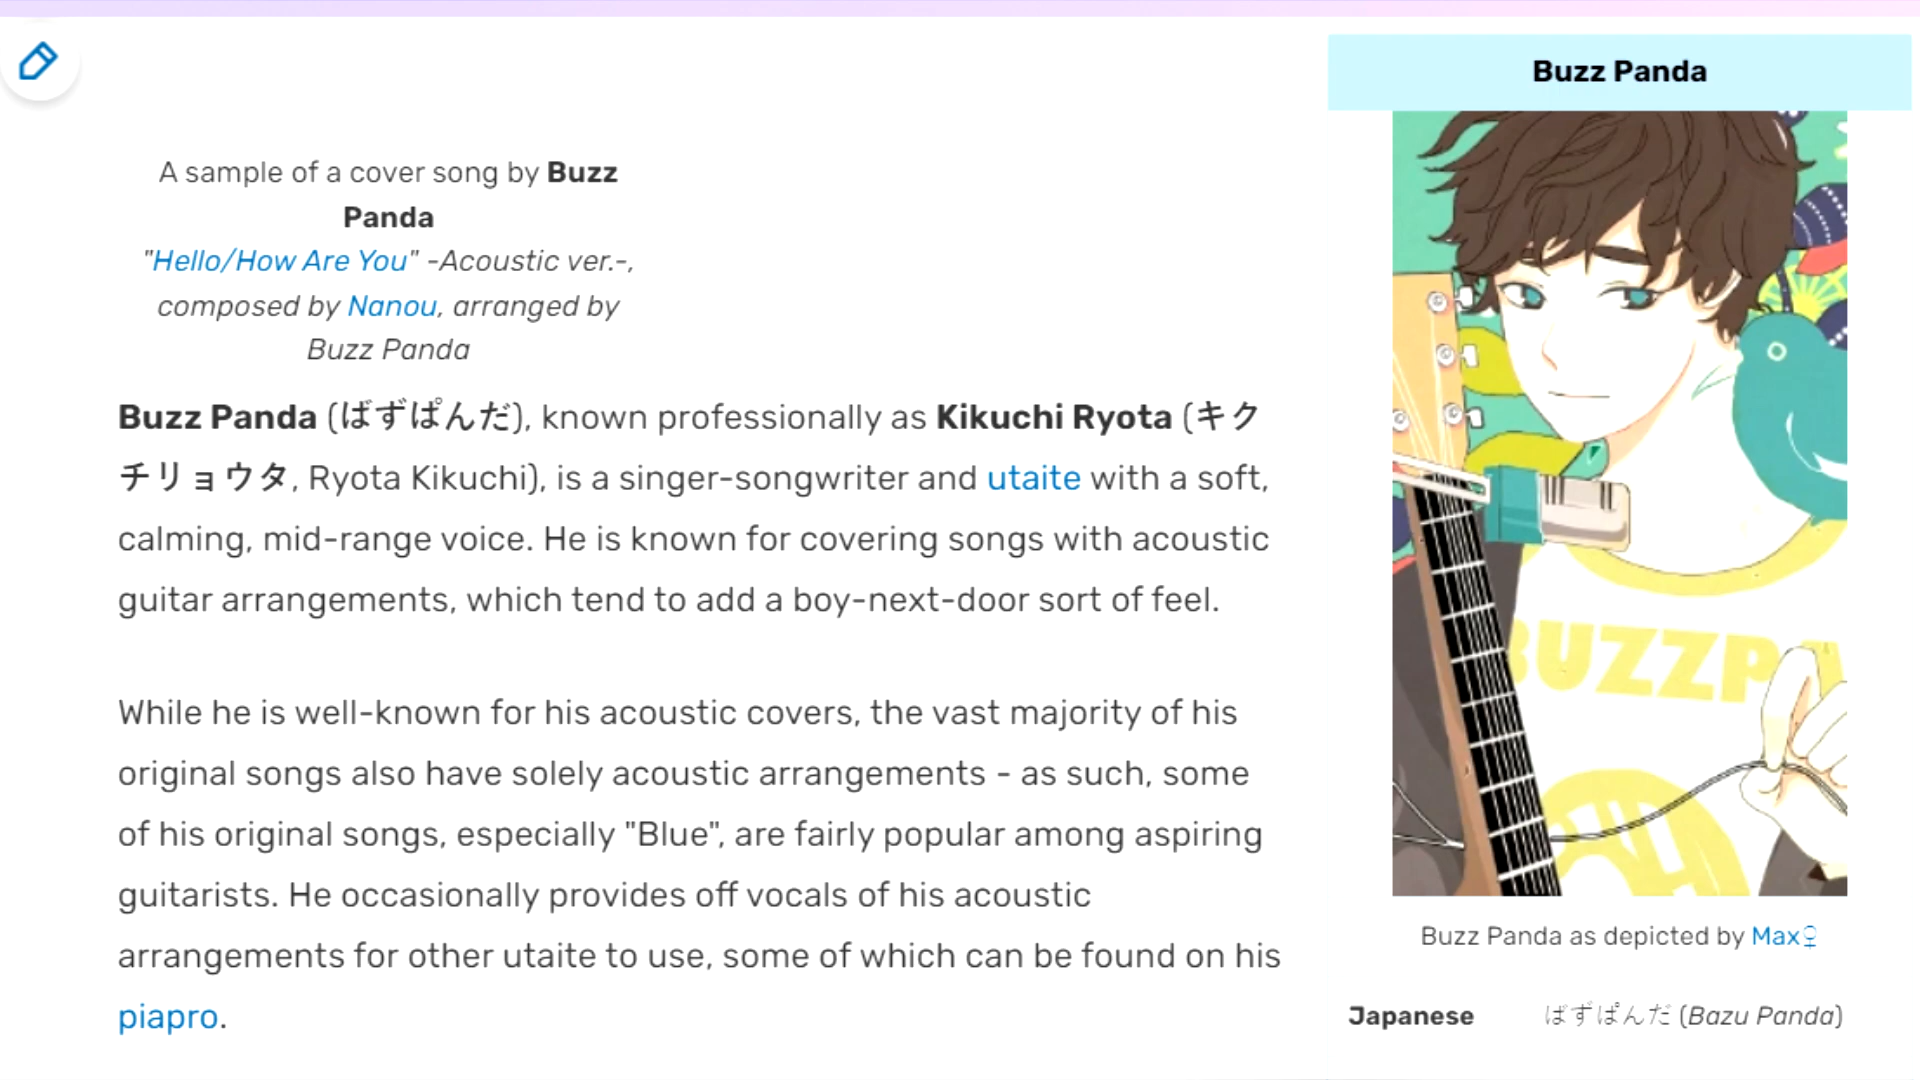 Buzz Panda
A sample of a cover song by Buzz
Panda
"Hello/How Are You" -Acoustic ver.-,
composed by Nanou, arranged by
Buzz Panda
Buzz Panda (ばずぱんだ), known professionally as Kikuchi Ryota (キク
チリョウタ, Ryota Kikuchi), is a singer-songwriter and utaite with a soft,
calming, mid-range voice. He is known for covering songs with acoustic
guitar arrangements, which tend to add a boy-next-door sort of feel.
While he is well-known for his acoustic covers, the vast majority of his
original songs also have solely acoustic arrangements - as such, some
of his original songs, especially "Blue", are fairly popular among aspiring
guitarists. He occasionally provides off vocals of his acoustic
arrangements for other utaite to use, some of which can be found on his
piapro.
BUZZPA
Buzz Panda as depicted by Max♀
Japanese ばずぱんだ (Bazu Panda)